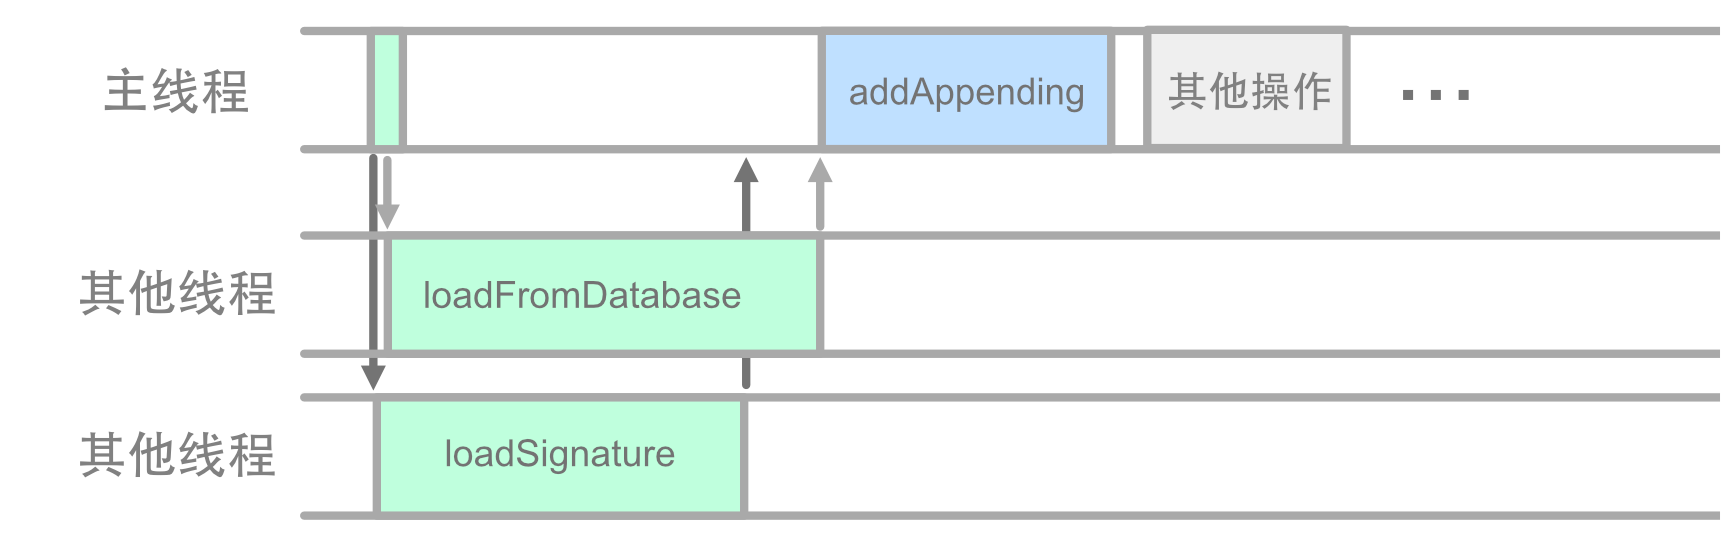 主线程
addAppending
其他操作
...
其他线程
loadFromDatabase
其他线程
loadSignature